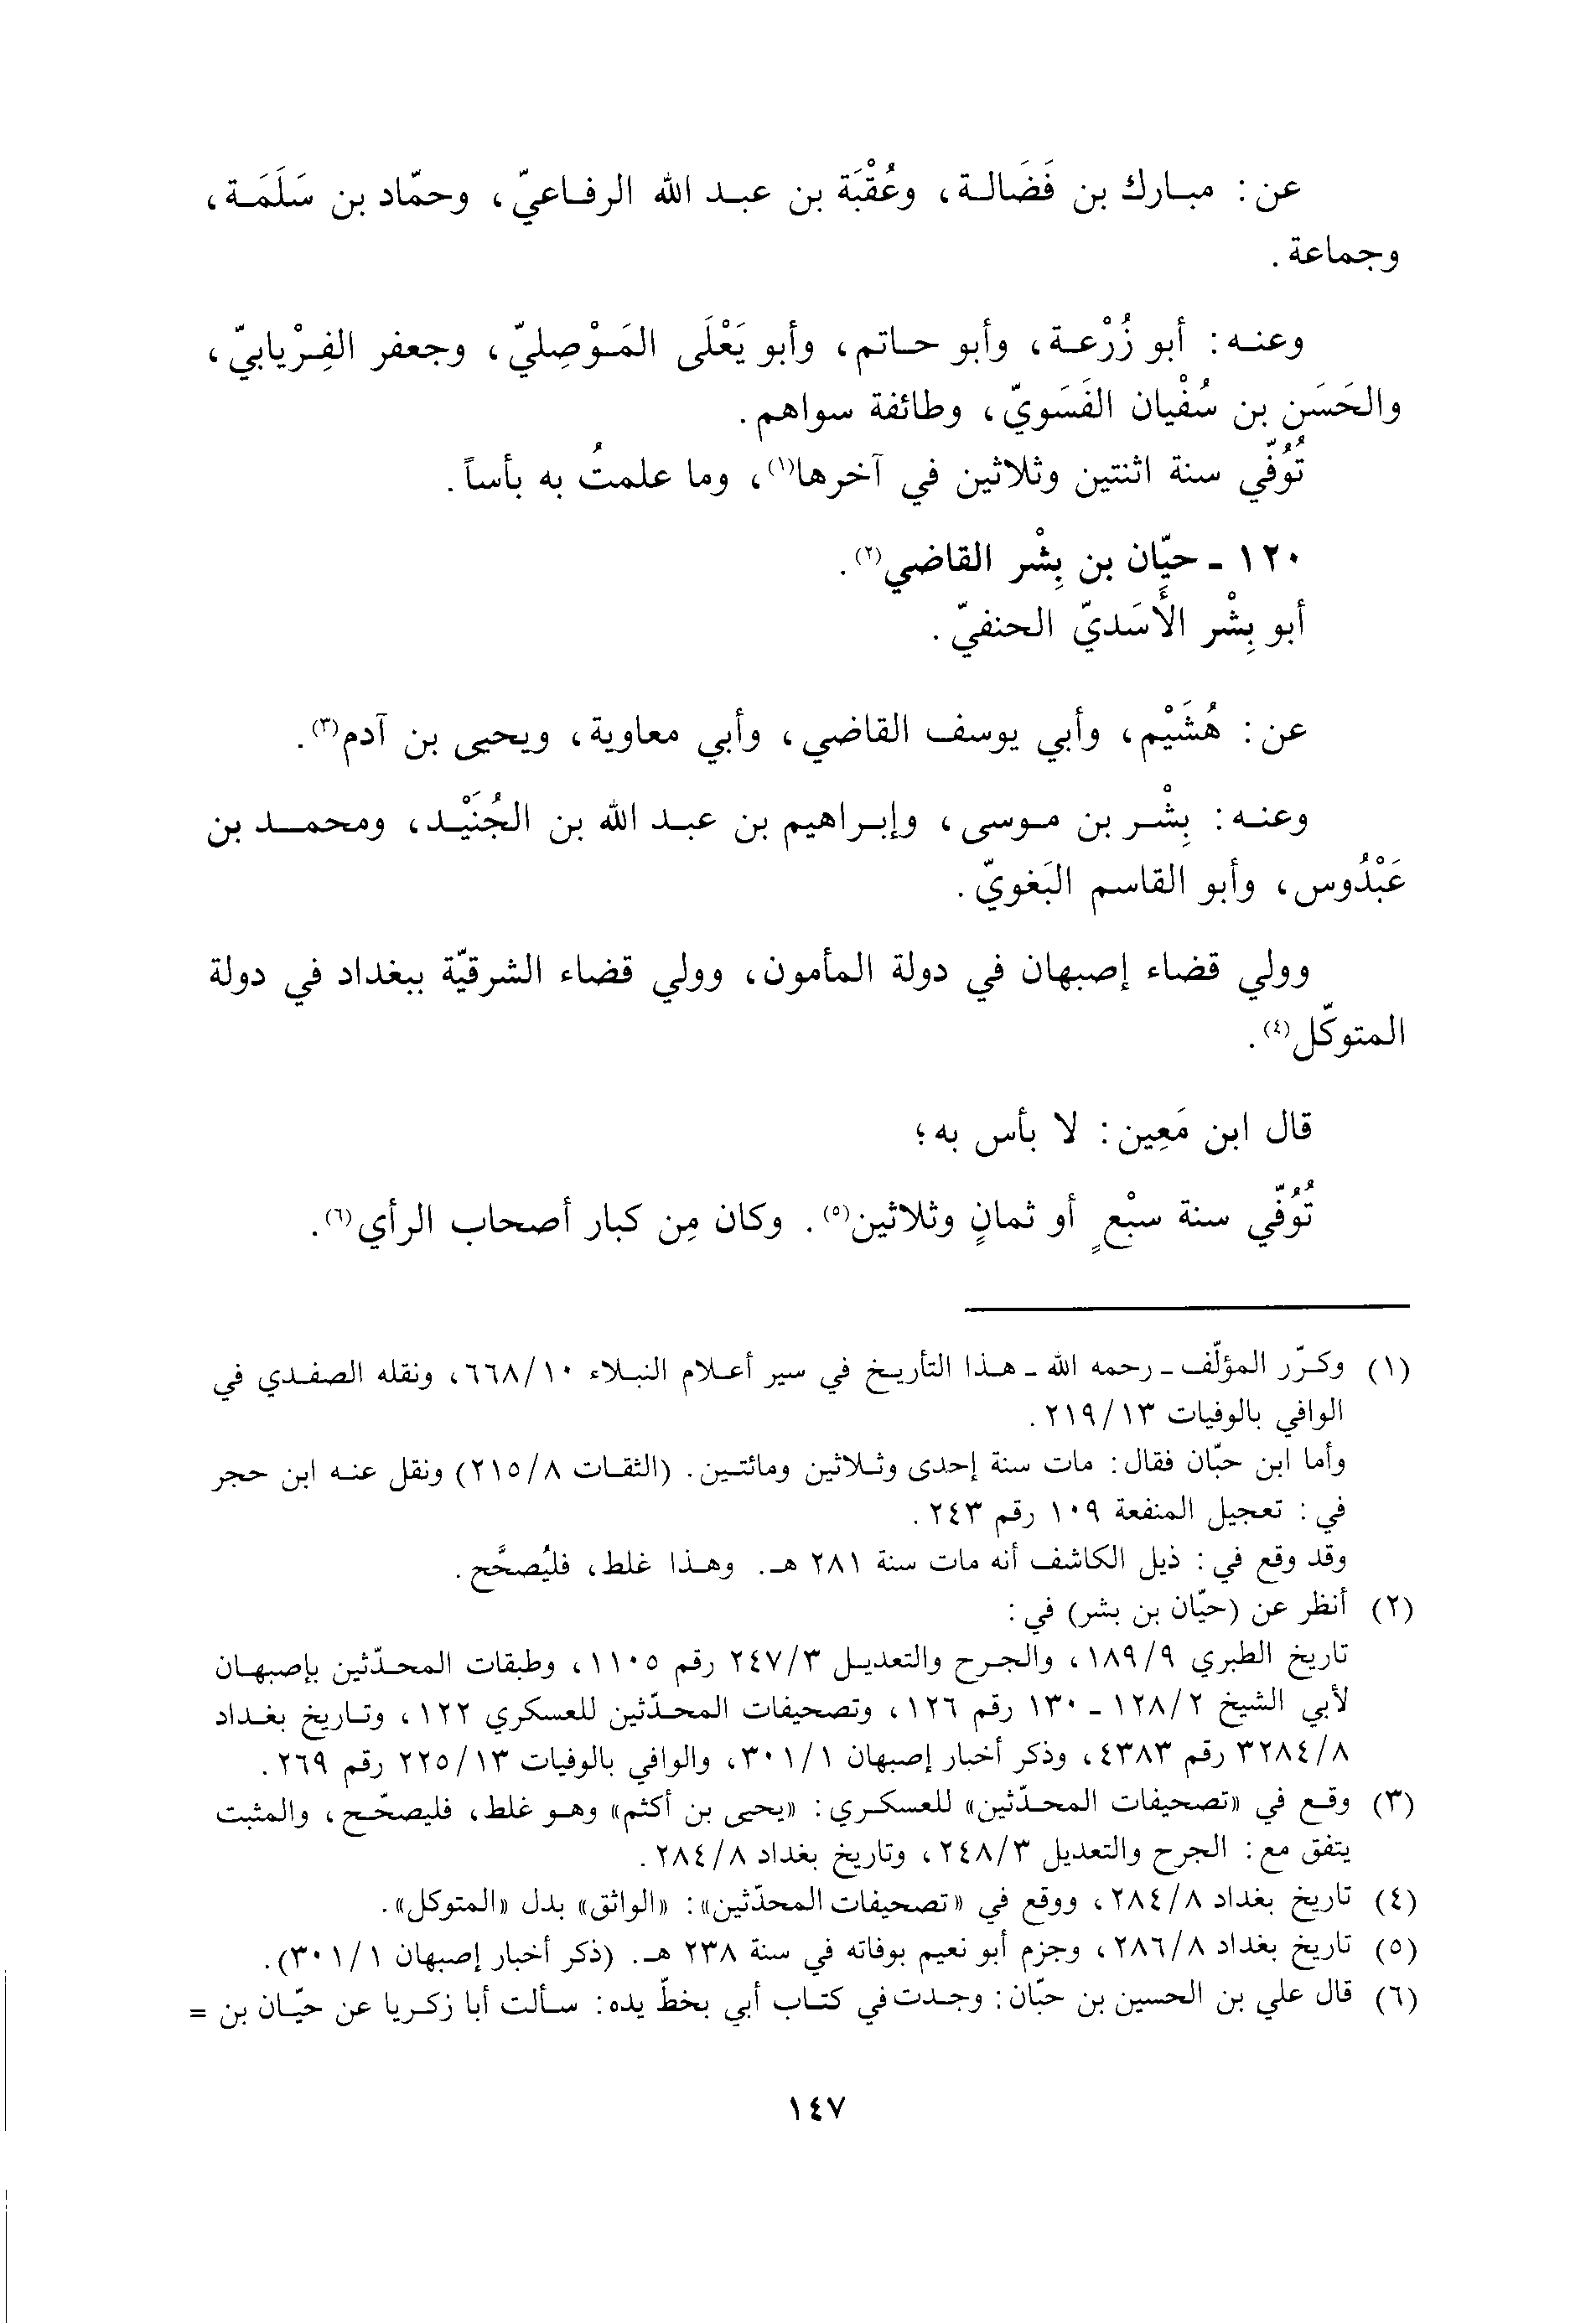 عن: مبارك بن فَضَالة، وعُقْبَة بن عبد الله الرفاعيّ، وحمّاد بن سَلَمَة،
وجماعة.
وعنه: أبو زُرْعة، وأبو حاتم، وأبو يَعْلَى المَوْصِليّ، وجعفر الفِرْيابيّ،
والحَسَن بن سُفْيان الفَسَويّ، وطائفة سواهم.
تُوُفّي سنة اثنتين وثلاثين في آخرها(١)، وما علمتُ به بأساً.
١٢٠ ـ حيّان بن بِشْر القاضي(٢).
أبو بِشْر الأَسَديّ الحنفيّ.
عن: هُشَيْم، وأبي يوسف القاضي، وأبي معاوية، ويحيى بن آدم(٣).
وعنه: بِشْر بن موسى، وإبراهيم بن عبد الله بن الجُنَيْد، ومحمد بن
عَبْدُوس، وأبو القاسم البَغويّ.
وولي قضاء إصبهان في دولة المأمون، وولي قضاء الشرقيّة ببغداد في دولة
المتوكّل(٤).
قال ابن مَعِين: لا بأس به؛
تُوُفّي سنة سبْعٍ أو ثمانٍ وثلاثين(٥). وكان مِن كبار أصحاب الرأي(٦).
(١) وكرّر المؤلّف ـ رحمه الله ـ هذا التأريخ في سير أعلام النبلاء ١٠/٦٦٨، ونقله الصفدي في
الوافي بالوفيات ١٣/٢١٩.
وأما ابن حبّان فقال: مات سنة إحدى وثلاثين ومائتين. (الثقات ٨/٢١٥) ونقل عنه ابن حجر
في: تعجيل المنفعة ١٠٩ رقم ٢٤٣.
وقد وقع في: ذيل الكاشف أنه مات سنة ٢٨١ هـ. وهذا غلط، فليُصحَّح.
(٢) أنظر عن (حيّان بن بشر) في:
تاريخ الطبري ٩/١٨٩، والجرح والتعديل ٣/٢٤٧ رقم ١١٠٥، وطبقات المحدّثين بإصبهان
لأبي الشيخ ٢/١٢٨ ـ ١٣٠ رقم ١٢٦، وتصحيفات المحدّثين للعسكري ١٢٢، وتاريخ بغداد
٨/٣٢٨٤ رقم ٤٣٨٣، وذكر أخبار إصبهان ١/٣٠١، والوافي بالوفيات ١٣/٢٢٥ رقم ٢٦٩.
(٣) وقع في «تصحيفات المحدّثين» للعسكري: «يحيى بن أكثم» وهو غلط، فليصحّح، والمثبت
يتفق مع: الجرح والتعديل ٣/٢٤٨، وتاريخ بغداد ٨/٢٨٤.
(٤) تاريخ بغداد ٨/٢٨٤، ووقع في «تصحيفات المحدّثين»: «الواثق» بدل «المتوكل».
(٥) تاريخ بغداد ٨/٢٨٦، وجزم أبو نعيم بوفاته في سنة ٢٣٨ هـ. (ذكر أخبار إصبهان ١/٣٠١).
(٦) قال علي بن الحسين بن حبّان: وجدت في كتاب أبي بخطّ يده: سألت أبا زكريا عن حيّان بن =
١٤٧